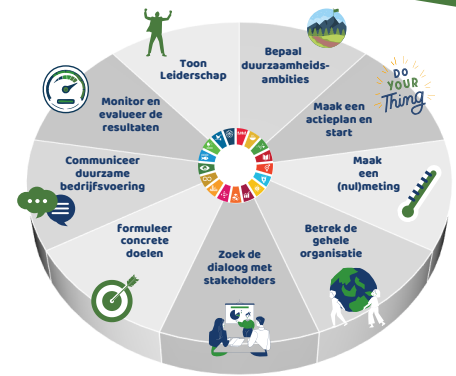 Toon
Leiderschap
Bepaal
duurzaamheids-
ambities
DO
YOUR
Thing
Maak een
actieplan en
start
Maak
een
(nul)meting
Betrek de
gehele
organisatie
Zoek de
dialoog met
stakeholders
formuleer
concrete
doelen
Communiceer
duurzame
bedrijfsvoering
Monitor en
evalueer de
resultaten